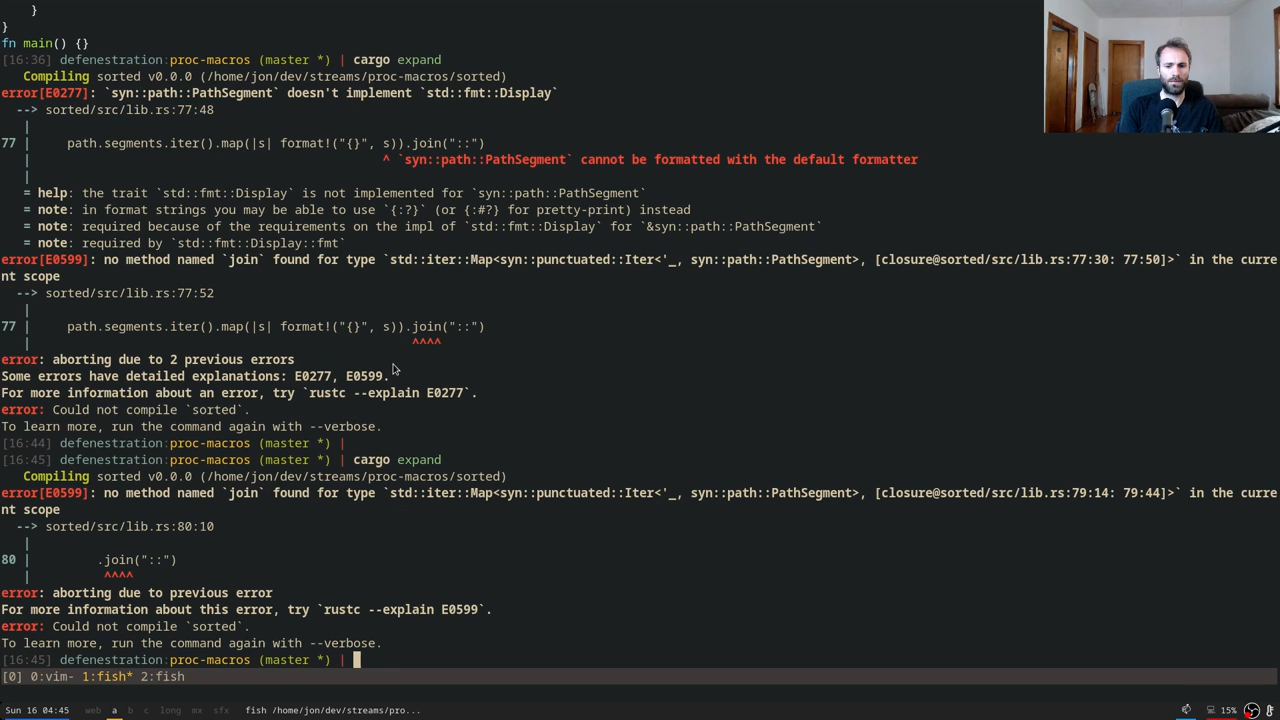 }
}
fn main() {}
[16:36] defenestration:proc-macros (master *) | cargo expand
   Compiling sorted v0.0.0 (/home/jon/dev/streams/proc-macros/sorted)
error[E0277]: `syn::path::PathSegment` doesn't implement `std::fmt::Display`
  --> sorted/src/lib.rs:77:48
   |
77 |     path.segments.iter().map(|s| format!("{}", s)).join("::")
   |                                                ^ `syn::path::PathSegment` cannot be formatted with the default formatter
   |
   = help: the trait `std::fmt::Display` is not implemented for `syn::path::PathSegment`
   = note: in format strings you may be able to use `{:?}` (or {:#?} for pretty-print) instead
   = note: required because of the requirements on the impl of `std::fmt::Display` for `&syn::path::PathSegment`
   = note: required by `std::fmt::Display::fmt`
error[E0599]: no method named `join` found for type `std::iter::Map<syn::punctuated::Iter<'_, syn::path::PathSegment>, [closure@sorted/src/lib.rs:77:30: 77:50]>` in the curre
nt scope
  --> sorted/src/lib.rs:77:52
   |
77 |     path.segments.iter().map(|s| format!("{}", s)).join("::")
   |                                                    ^^^^
error: aborting due to 2 previous errors
Some errors have detailed explanations: E0277, E0599.
For more information about an error, try `rustc --explain E0277`.
error: Could not compile `sorted`.
To learn more, run the command again with --verbose.
[16:44] defenestration:proc-macros (master *) |
[16:45] defenestration:proc-macros (master *) | cargo expand
   Compiling sorted v0.0.0 (/home/jon/dev/streams/proc-macros/sorted)
error[E0599]: no method named `join` found for type `std::iter::Map<syn::punctuated::Iter<'_, syn::path::PathSegment>, [closure@sorted/src/lib.rs:79:14: 79:44]>` in the curre
nt scope
  --> sorted/src/lib.rs:80:10
   |
80 |         .join("::")
   |          ^^^^
error: aborting due to previous error
For more information about this error, try `rustc --explain E0599`.
error: Could not compile `sorted`.
To learn more, run the command again with --verbose.
[16:45] defenestration:proc-macros (master *) |
[0] 0:vim- 1:fish* 2:fish
Sun 16 04:45 web a b c long mx sfx fish /home/jon/dev/streams/pro... 15%